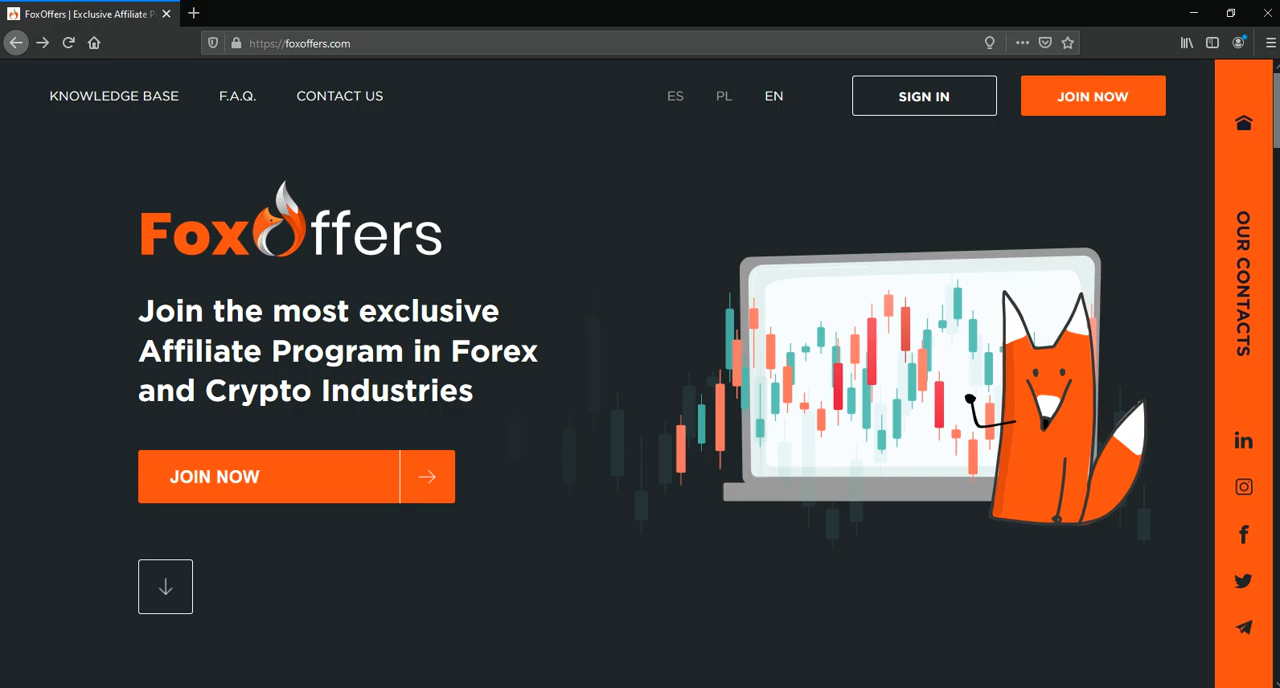 FoxOffers | Exclusive Affiliate P
https://foxoffers.com
KNOWLEDGE BASE
F.A.Q.
CONTACT US
ES
PL
EN
SIGN IN
JOIN NOW
FoxOffers
Join the most exclusive
Affiliate Program in Forex
and Crypto Industries
JOIN NOW
OUR CONTACTS